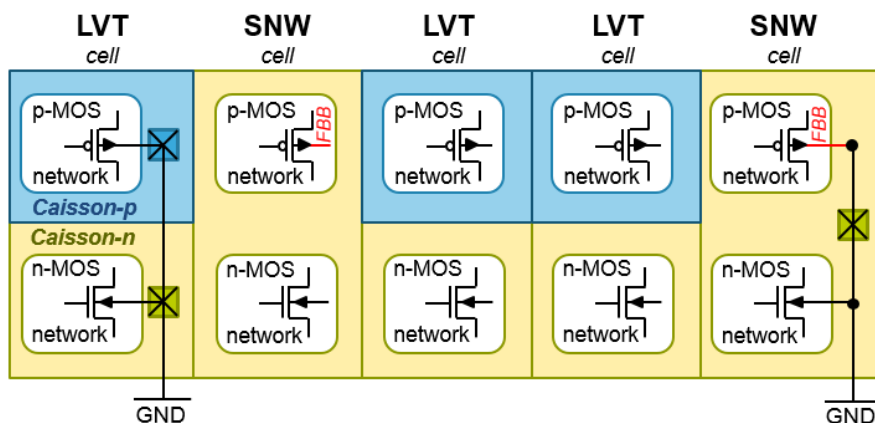 LVT SNW LVT LVT SNW
cell cell cell cell cell
p-MOS p-MOS p-MOS p-MOS p-MOS
FBB FBB
network network network network network
Caisson-p
Caisson-n
n-MOS n-MOS n-MOS n-MOS n-MOS
network network network network network
GND GND